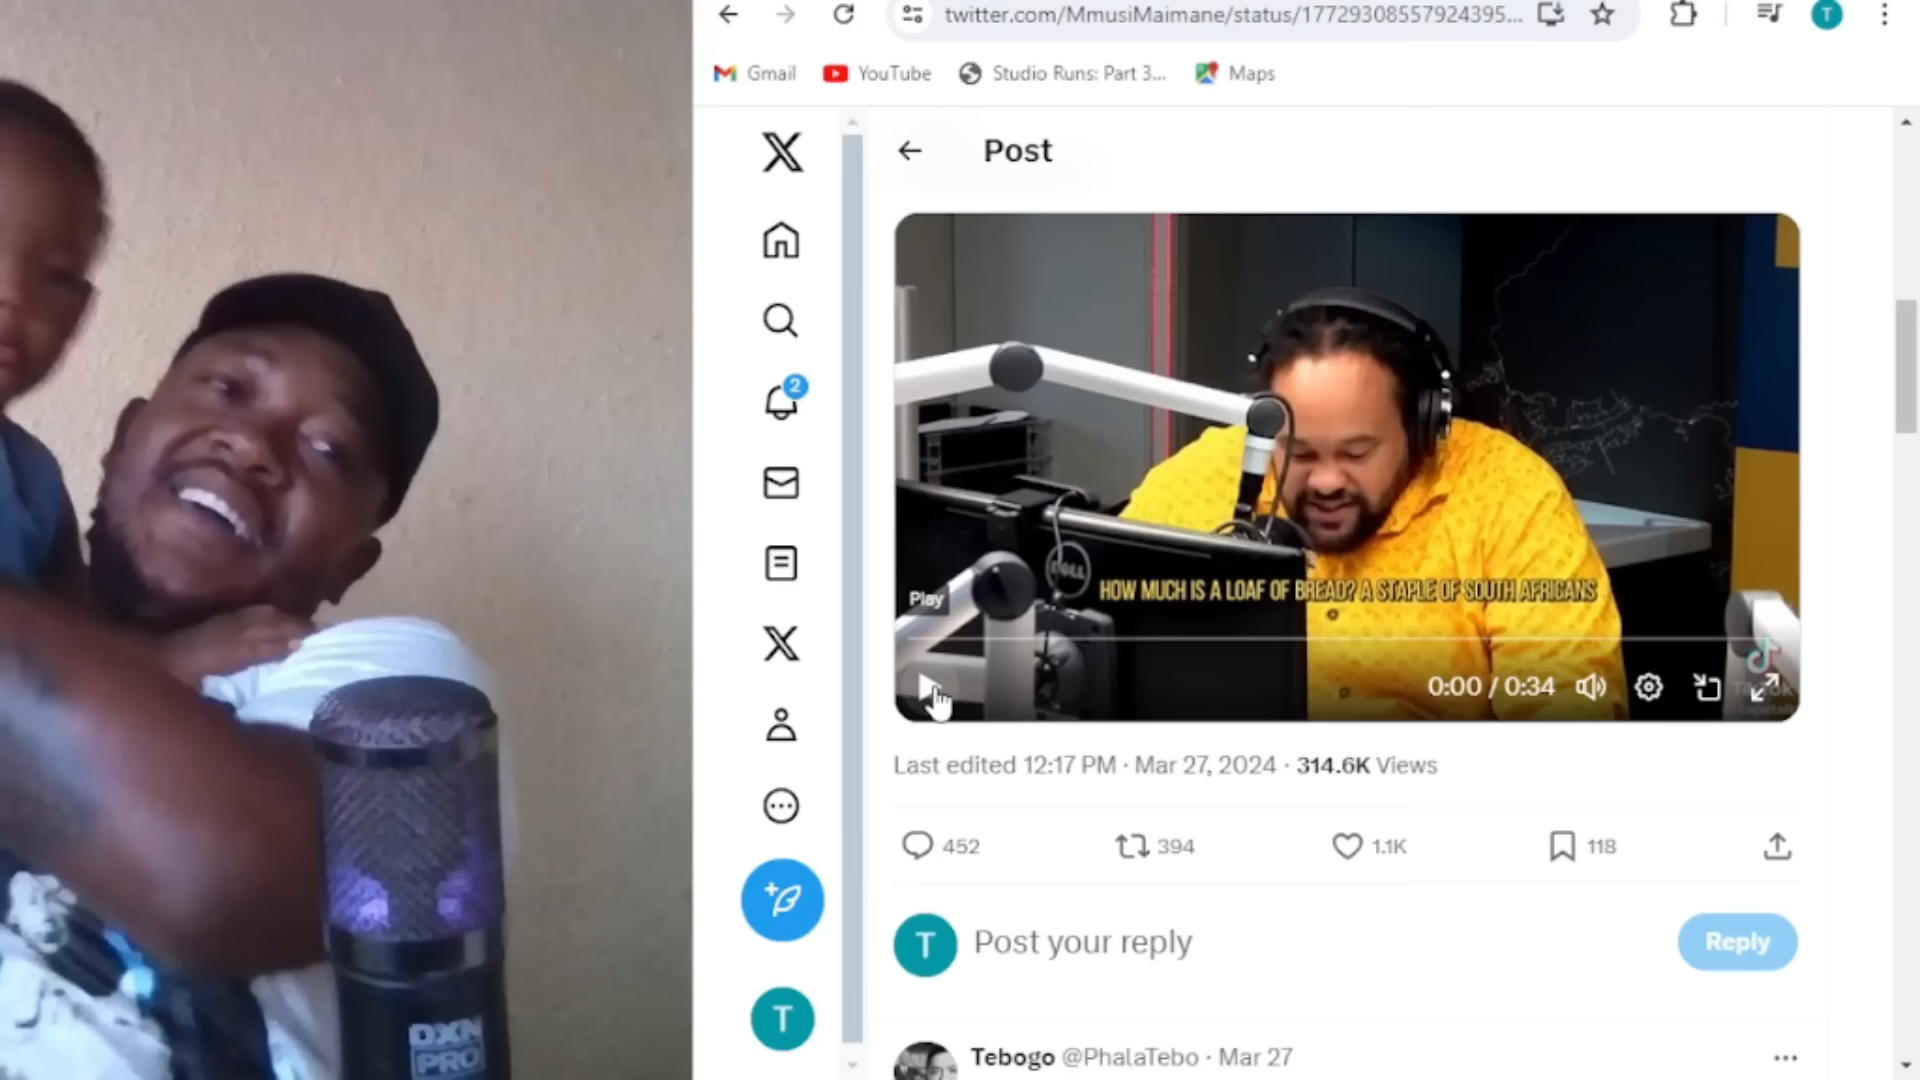 twitter.com/MmusiMaimane/status/17729308557924395...
T
Gmail
YouTube
Studio Runs: Part 3...
Maps
Post
2
DELL
HOW MUCH IS A LOAF OF BREAD? A STAPLE OF SOUTH AFRICANS
Play
0:00 / 0:34
Last edited 12:17 PM · Mar 27, 2024 · 314.6K Views
452
394
1.1K
118
T
Post your reply
Reply
T
Tebogo @PhalaTebo · Mar 27
DXN
PRO